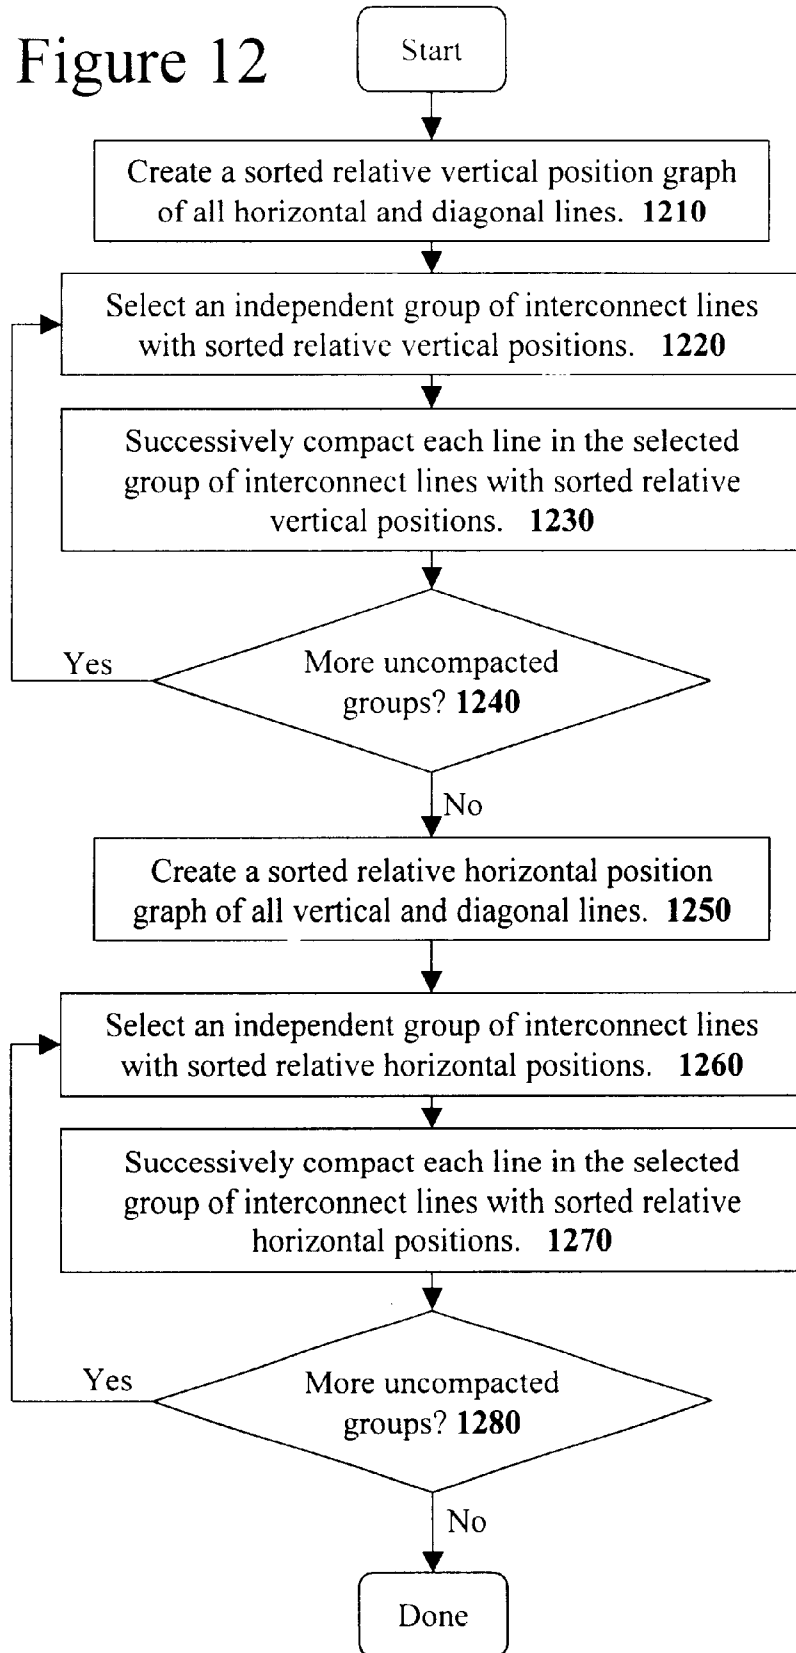 Figure 12
Start
Create a sorted relative vertical position graph
of all horizontal and diagonal lines. 1210
Select an independent group of interconnect lines
with sorted relative vertical positions. 1220
Successively compact each line in the selected
group of interconnect lines with sorted relative
vertical positions. 1230
Yes
More uncompacted
groups? 1240
No
Create a sorted relative horizontal position
graph of all vertical and diagonal lines. 1250
Select an independent group of interconnect lines
with sorted relative horizontal positions. 1260
Successively compact each line in the selected
group of interconnect lines with sorted relative
horizontal positions. 1270
Yes
More uncompacted
groups? 1280
No
Done